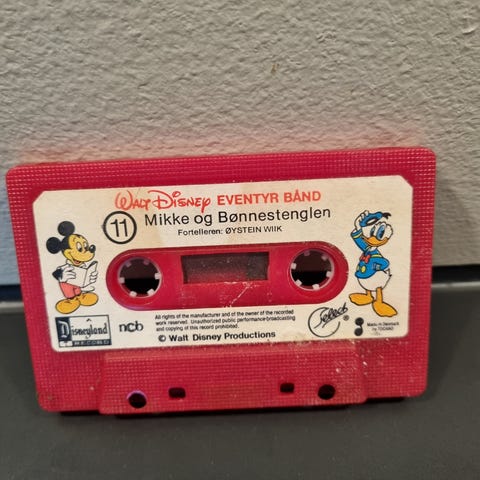 WALT DISNEY EVENTYR BÅND
11 Mikke og Bønnestenglen
Fortelleren: ØYSTEIN WIIK
Disneyland
RECORD
ncb
All rights of the manufacturer and of the owner of the recorded
work reserved. Unauthorized public performance broadcasting
and copying of this record prohibited.
© Walt Disney Productions
Select
®
Made in Denmark
by TOCANO